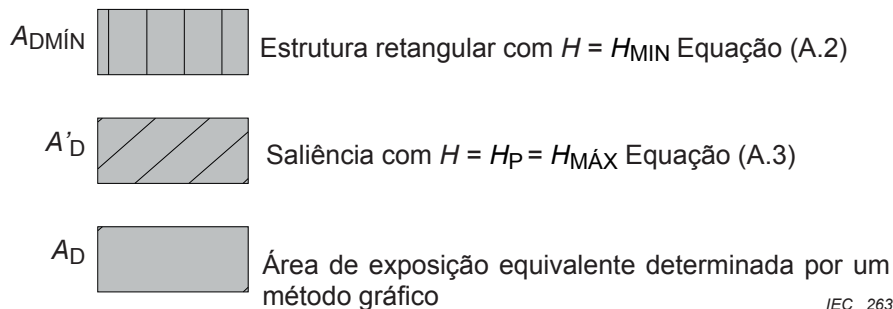 ADMÍN Estrutura retangular com H = HMIN Equação (A.2)
A'D Saliência com H = HP = HMÁX Equação (A.3)
AD Área de exposição equivalente determinada por um
método gráfico
IEC 263